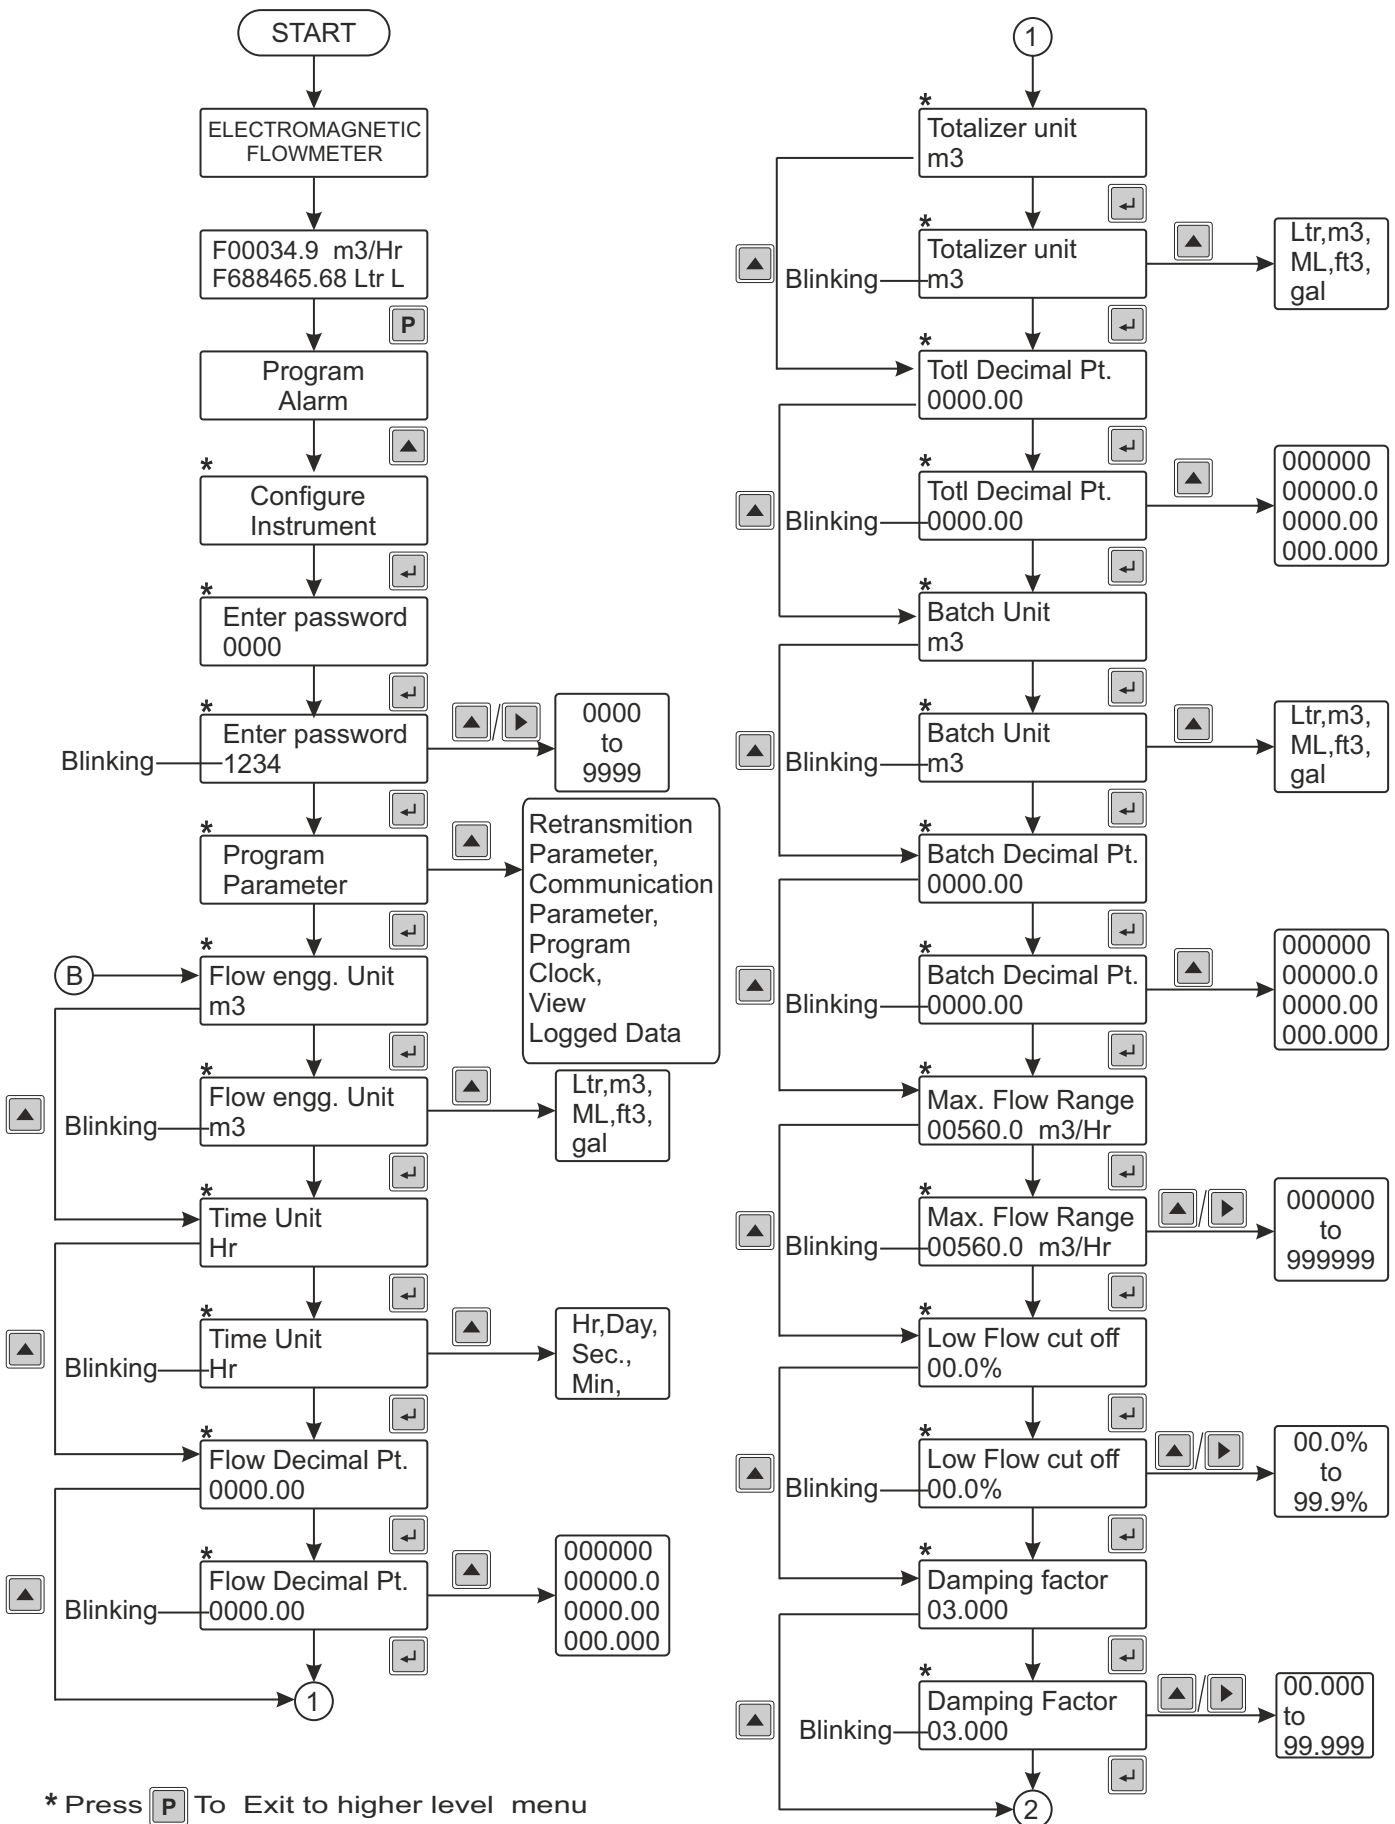 START
ELECTROMAGNETIC
FLOWMETER
F00034.9 m3/Hr
F688465.68 Ltr L
P
Program
Alarm
*
Configure
Instrument
*
Enter password
0000
*
Enter password
1234
Blinking
/
0000
to
9999
*
Program
Parameter
Retransmition
Parameter,
Communication
Parameter,
Program
Clock,
View
Logged Data
B
*
Flow engg. Unit
m3
*
Flow engg. Unit
m3
Blinking
Ltr,m3,
ML,ft3,
gal
*
Time Unit
Hr
*
Time Unit
Hr
Blinking
Hr,Day,
Sec.,
Min,
*
Flow Decimal Pt.
0000.00
*
Flow Decimal Pt.
0000.00
Blinking
000000
00000.0
0000.00
000.000
1
* Press P To Exit to higher level menu
1
*
Totalizer unit
m3
*
Totalizer unit
m3
Blinking
Ltr,m3,
ML,ft3,
gal
*
Totl Decimal Pt.
0000.00
*
Totl Decimal Pt.
0000.00
Blinking
000000
00000.0
0000.00
000.000
*
Batch Unit
m3
*
Batch Unit
m3
Blinking
Ltr,m3,
ML,ft3,
gal
*
Batch Decimal Pt.
0000.00
*
Batch Decimal Pt.
0000.00
Blinking
000000
00000.0
0000.00
000.000
*
Max. Flow Range
00560.0 m3/Hr
*
Max. Flow Range
00560.0 m3/Hr
Blinking
/
000000
to
999999
*
Low Flow cut off
00.0%
*
Low Flow cut off
00.0%
Blinking
/
00.0%
to
99.9%
*
Damping factor
03.000
*
Damping Factor
03.000
Blinking
/
00.000
to
99.999
2